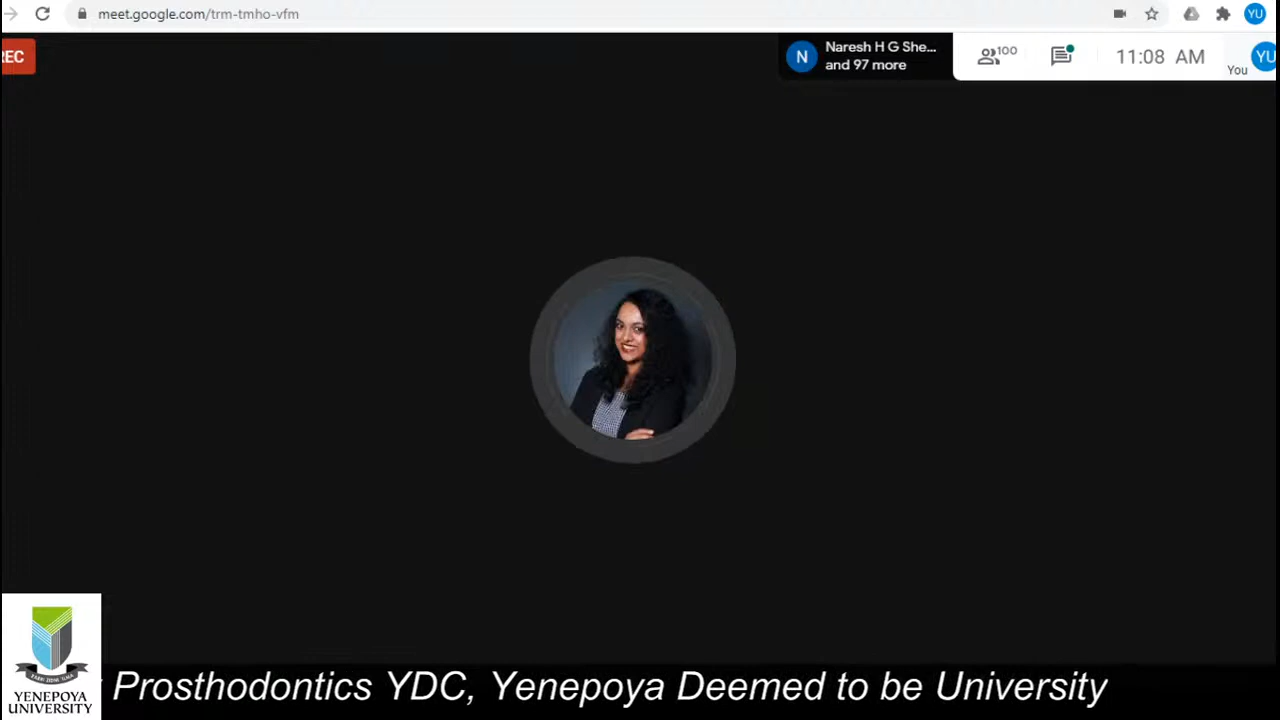 meet.google.com/trm-tmho-vfm
YU
REC
N
Naresh H G She...
and 97 more
100
11:08 AM
You
YU
YENEPOYA
UNIVERSITY
Prosthodontics YDC, Yenepoya Deemed to be University